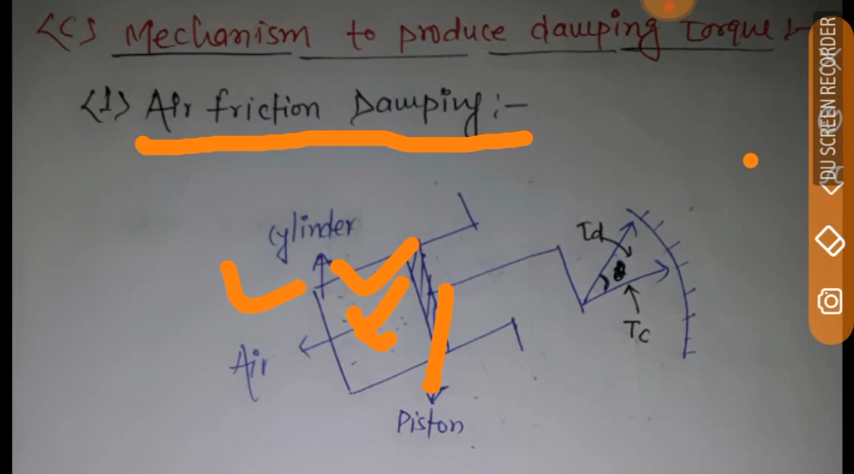 <C> Mechanism to produce damping Torque :-
<1> Air friction Damping :-
Cylinder
Td
θ
Tc
Air
Piston
DU SCREEN RECORDER